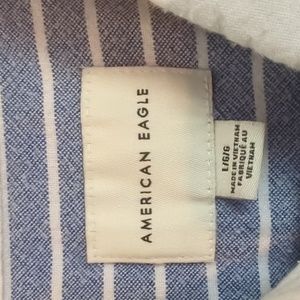 AMERICAN EAGLE
L/G/G
MADE IN VIETNAM
FABRIQUÉ AU
VIETNAM